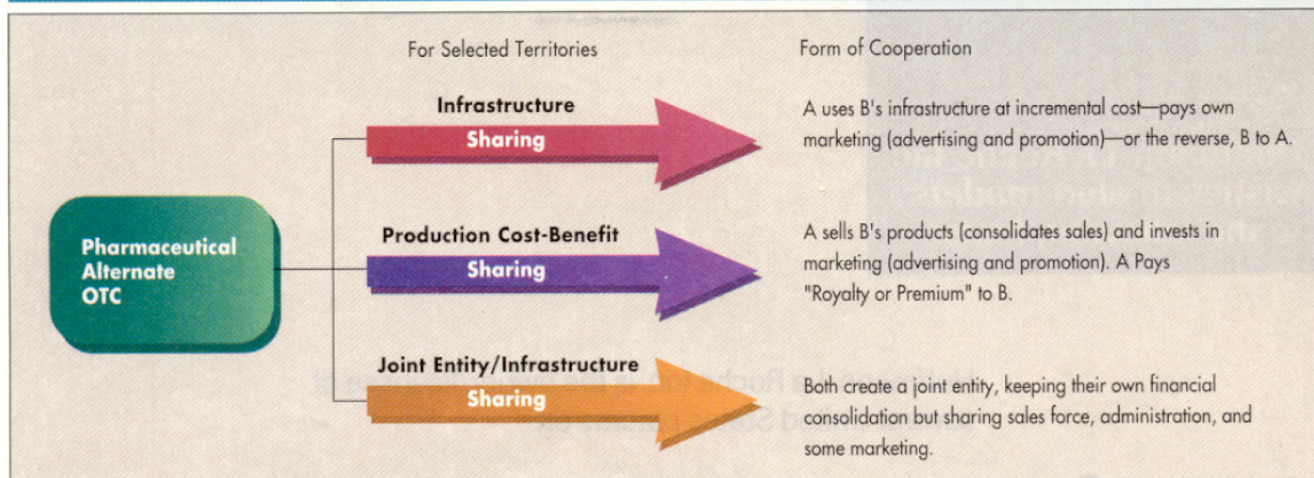 For Selected Territories
Form of Cooperation
Infrastructure
Sharing
A uses B's infrastructure at incremental cost—pays own
marketing (advertising and promotion)—or the reverse, B to A.
Pharmaceutical
Alternate
OTC
Production Cost-Benefit
Sharing
A sells B's products (consolidates sales) and invests in
marketing (advertising and promotion). A Pays
"Royalty or Premium" to B.
Joint Entity/Infrastructure
Sharing
Both create a joint entity, keeping their own financial
consolidation but sharing sales force, administration, and
some marketing.